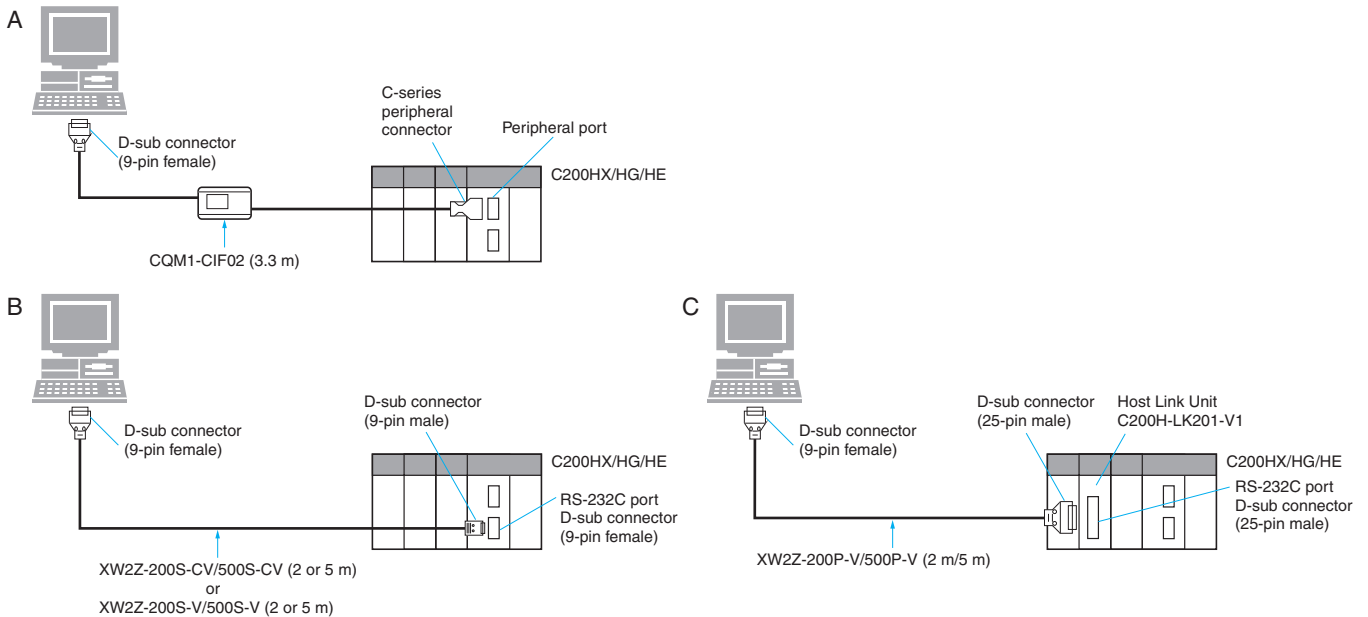 A
D-sub connector
(9-pin female)
C-series
peripheral
connector
Peripheral port
C200HX/HG/HE
CQM1-CIF02 (3.3 m)
B
D-sub connector
(9-pin female)
D-sub connector
(9-pin male)
C200HX/HG/HE
RS-232C port
D-sub connector
(9-pin female)
XW2Z-200S-CV/500S-CV (2 or 5 m)
or
XW2Z-200S-V/500S-V (2 or 5 m)
C
D-sub connector
(9-pin female)
D-sub connector
(25-pin male)
Host Link Unit
C200H-LK201-V1
C200HX/HG/HE
RS-232C port
D-sub connector
(25-pin male)
XW2Z-200P-V/500P-V (2 m/5 m)